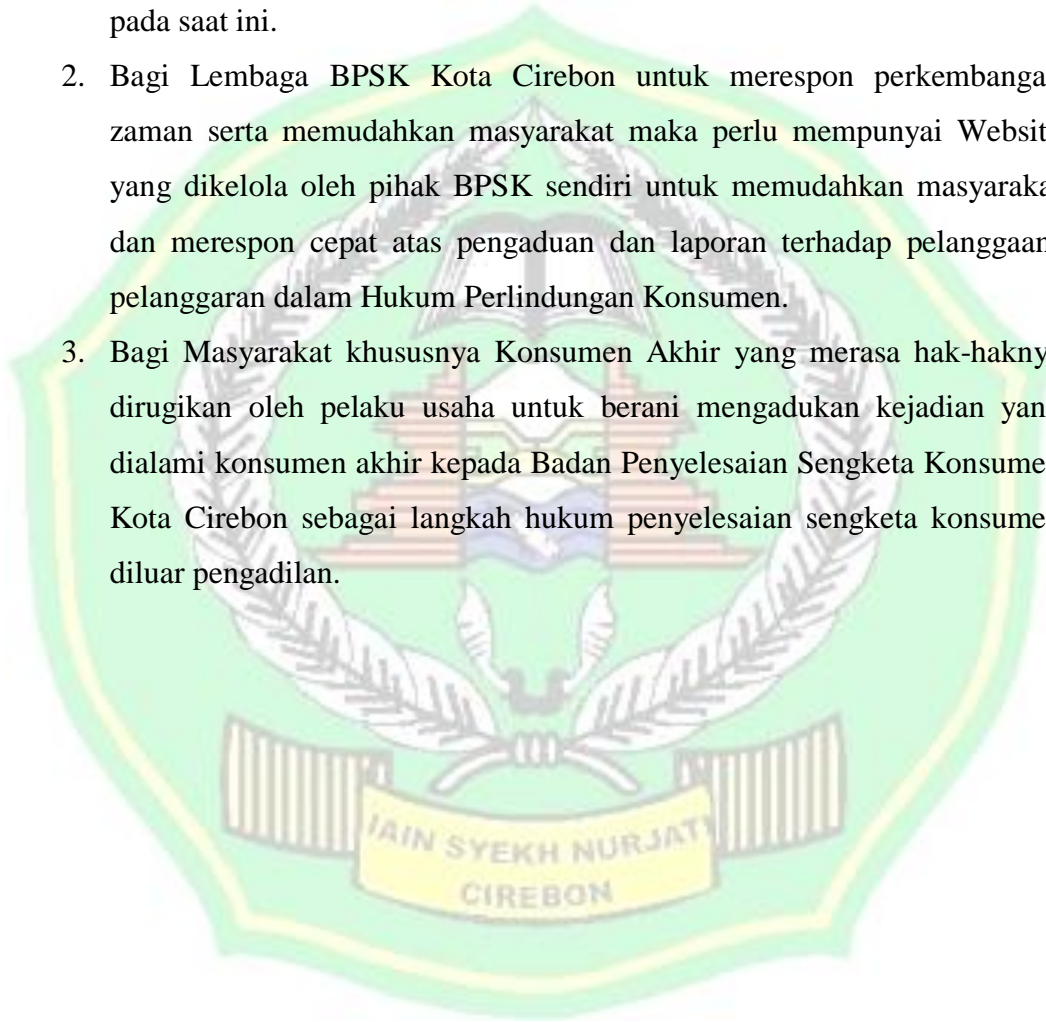 pada saat ini.
2. Bagi Lembaga BPSK Kota Cirebon untuk merespon perkembanga
zaman serta memudahkan masyarakat maka perlu mempunyai Websit
yang dikelola oleh pihak BPSK sendiri untuk memudahkan masyaraka
dan merespon cepat atas pengaduan dan laporan terhadap pelanggaan
pelanggaran dalam Hukum Perlindungan Konsumen.
3. Bagi Masyarakat khususnya Konsumen Akhir yang merasa hak-hakny
dirugikan oleh pelaku usaha untuk berani mengadukan kejadian yan
dialami konsumen akhir kepada Badan Penyelesaian Sengketa Konsume
Kota Cirebon sebagai langkah hukum penyelesaian sengketa konsume
diluar pengadilan.
IAIN SYEKH NURJATI
CIREBON